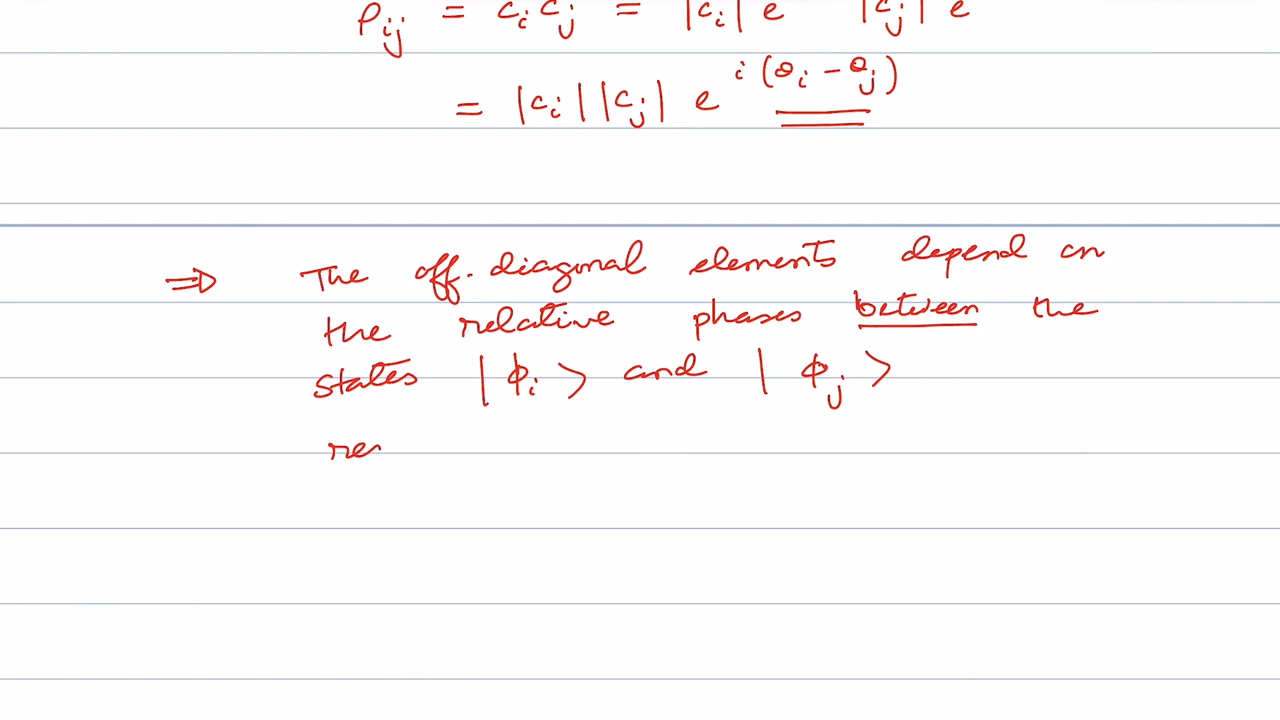 ρij = ci cj = |ci| e |cj| e
= |ci| |cj| e^i(θi − θj)
⇒ The off-diagonal elements depend on
the relative phases between the
states |ϕi> and |ϕj>
res